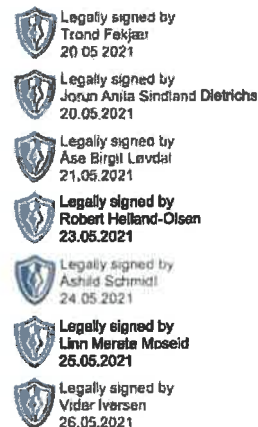 Legally signed by
Trond Fekjær
20 05 2021
Legally signed by
Jorun Anita Sindland Dietrichs
20.05.2021
Legally signed by
Åse Birgit Løvdal
21.05.2021
Legally signed by
Robert Helland-Olsen
23.05.2021
Legally signed by
Åshild Schmidt
24.05.2021
Legally signed by
Linn Merete Moseid
25.05.2021
Legally signed by
Vidar Iversen
26.05.2021